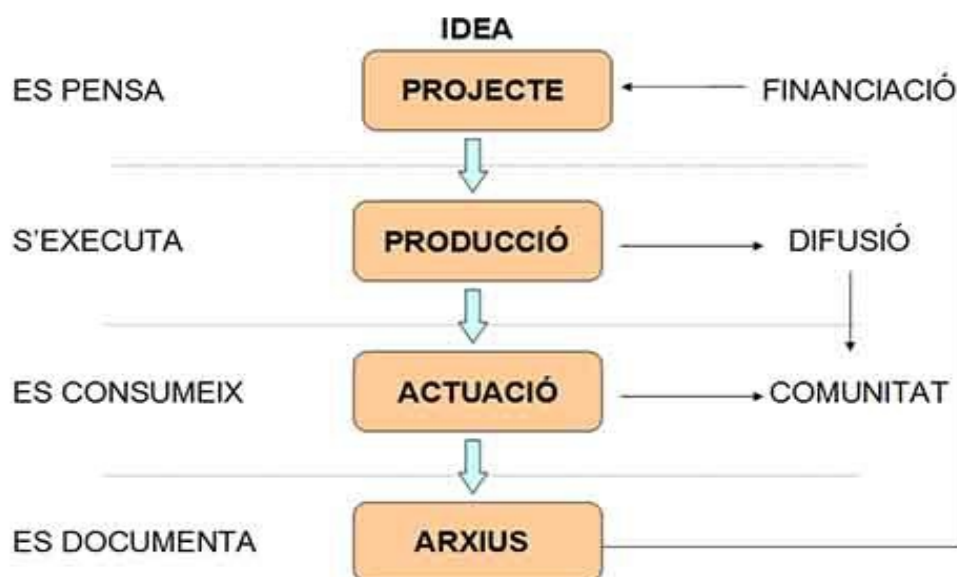 IDEA
ES PENSA PROJECTE FINANCIACIÓ
S'EXECUTA PRODUCCIÓ DIFUSIÓ
ES CONSUMEIX ACTUACIÓ COMUNITAT
ES DOCUMENTA ARXIUS